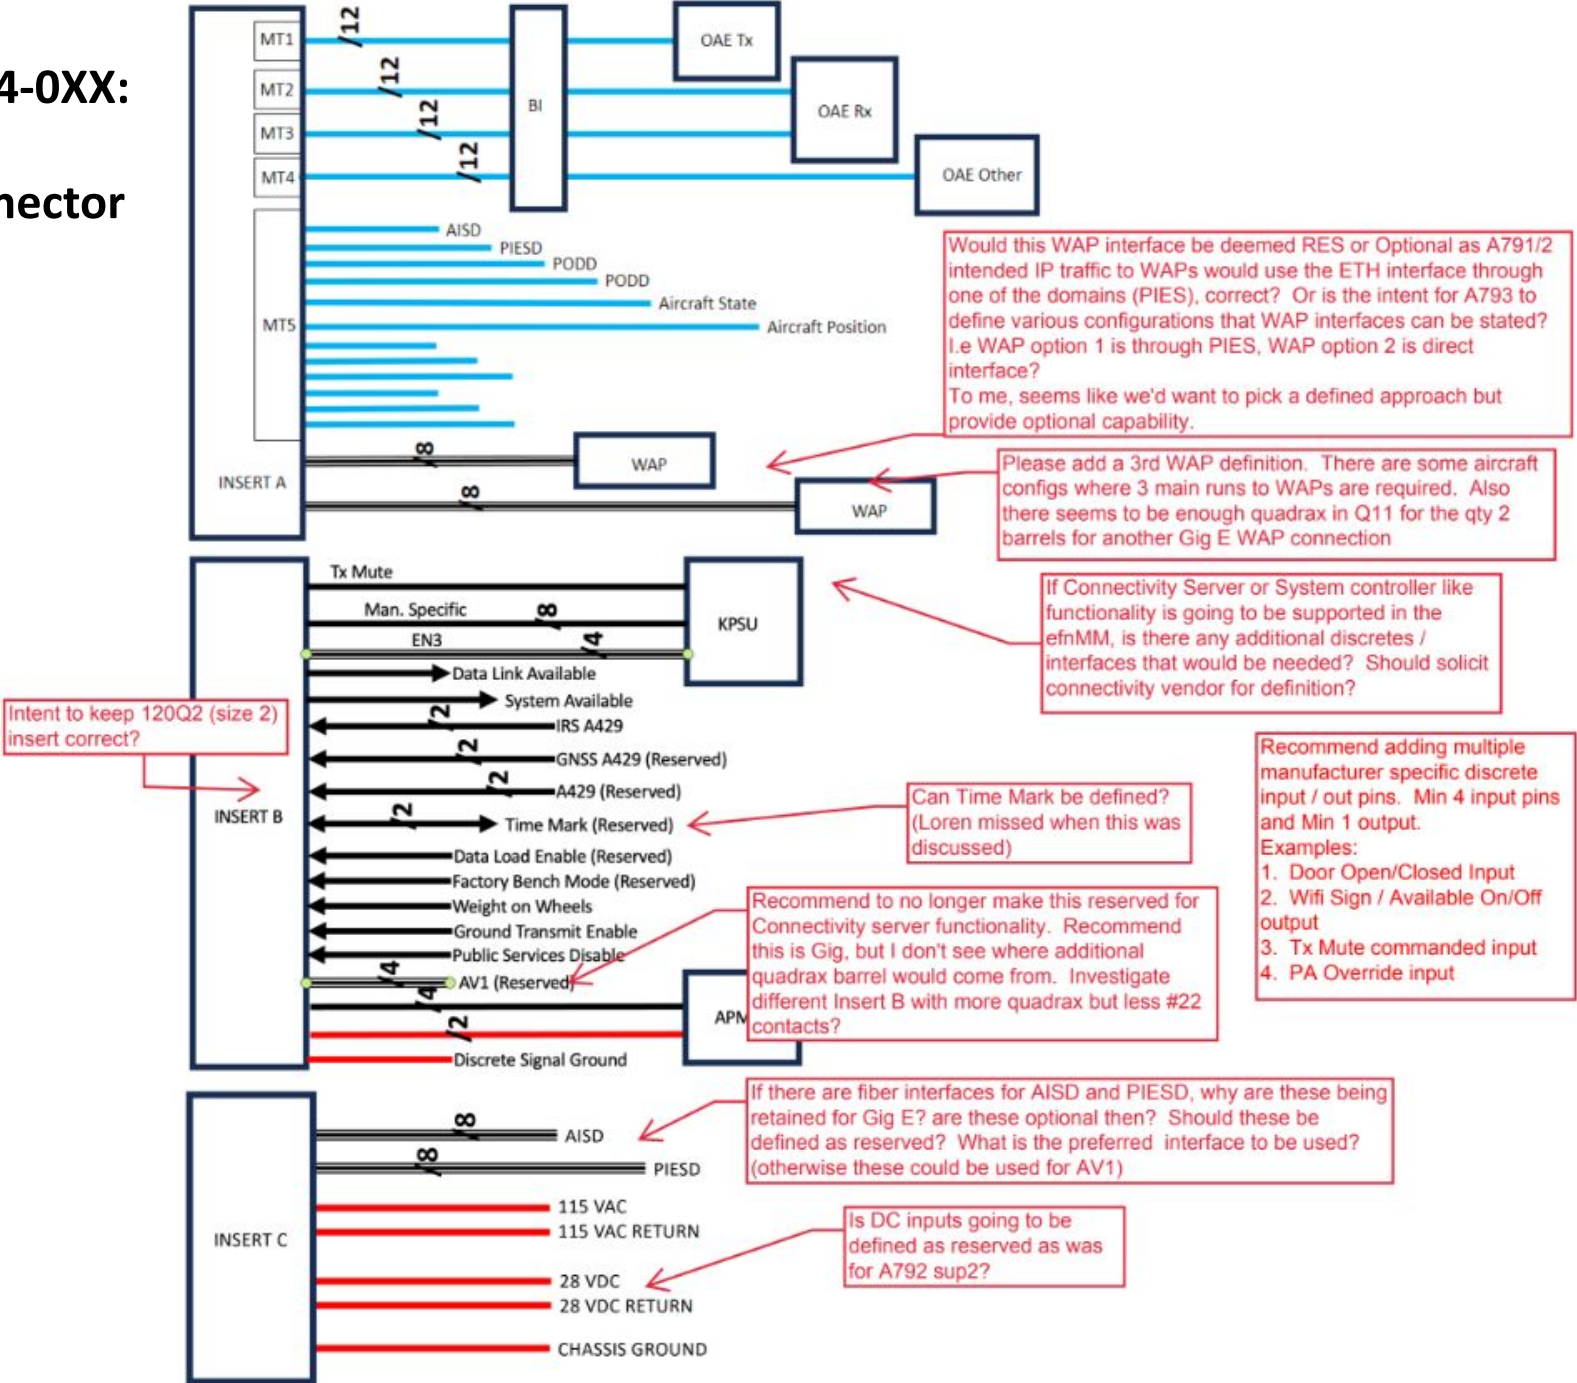 4-0XX:
nector
MT1
/12
BI
OAE Tx
MT2
/12
OAE Rx
MT3
/12
MT4
/12
OAE Other
MT5
AISD
PIESD
PODD
PODD
Aircraft State
Aircraft Position
/8
WAP
INSERT A
/8
WAP
Would this WAP interface be deemed RES or Optional as A791/2
intended IP traffic to WAPs would use the ETH interface through
one of the domains (PIES), correct? Or is the intent for A793 to
define various configurations that WAP interfaces can be stated?
I.e WAP option 1 is through PIES, WAP option 2 is direct
interface?
To me, seems like we'd want to pick a defined approach but
provide optional capability.
Please add a 3rd WAP definition. There are some aircraft
configs where 3 main runs to WAPs are required. Also
there seems to be enough quadrax in Q11 for the qty 2
barrels for another Gig E WAP connection
Tx Mute
Man. Specific
/8
EN3
/4
KPSU
If Connectivity Server or System controller like
functionality is going to be supported in the
efnMM, is there any additional discretes /
interfaces that would be needed? Should solicit
connectivity vendor for definition?
Data Link Available
System Available
/2
IRS A429
/2
GNSS A429 (Reserved)
/2
A429 (Reserved)
/2
Time Mark (Reserved)
Data Load Enable (Reserved)
Factory Bench Mode (Reserved)
Weight on Wheels
Ground Transmit Enable
Public Services Disable
/4
AV1 (Reserved)
/4
APM
/2
Discrete Signal Ground
INSERT B
Intent to keep 120Q2 (size 2)
insert correct?
Can Time Mark be defined?
(Loren missed when this was
discussed)
Recommend adding multiple
manufacturer specific discrete
input / out pins. Min 4 input pins
and Min 1 output.
Examples:
1. Door Open/Closed Input
2. Wifi Sign / Available On/Off
output
3. Tx Mute commanded input
4. PA Override input
Recommend to no longer make this reserved for
Connectivity server functionality. Recommend
this is Gig, but I don't see where additional
quadrax barrel would come from. Investigate
different Insert B with more quadrax but less #22
contacts?
If there are fiber interfaces for AISD and PIESD, why are these being
retained for Gig E? are these optional then? Should these be
defined as reserved? What is the preferred interface to be used?
(otherwise these could be used for AV1)
/8
AISD
/8
PIESD
115 VAC
115 VAC RETURN
INSERT C
28 VDC
28 VDC RETURN
CHASSIS GROUND
Is DC inputs going to be
defined as reserved as was
for A792 sup2?